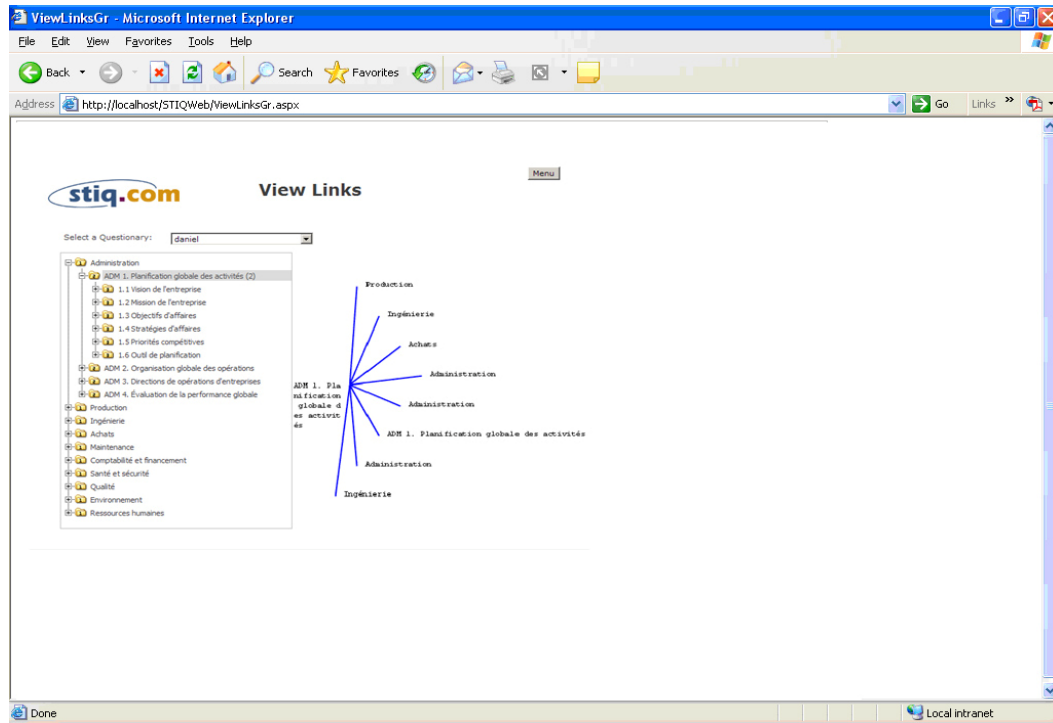 ViewLinksGr - Microsoft Internet Explorer
File Edit View Favorites Tools Help
Back Search Favorites
Address http://localhost/STIQWeb/ViewLinksGr.aspx Go Links »
Menu
stiq.com
View Links
Select a Questionary: daniel
Administration
ADM 1. Planification globale des activités (2)
1.1 Vision de l'entreprise
1.2 Mission de l'entreprise
1.3 Objectifs d'affaires
1.4 Stratégies d'affaires
1.5 Priorités compétitives
1.6 Outil de planification
ADM 2. Organisation globale des opérations
ADM 3. Directions de opérations d'entreprises
ADM 4. Évaluation de la performance globale
Production
Ingénierie
Achats
Maintenance
Comptabilité et financement
Santé et sécurité
Qualité
Environnement
Ressources humaines
ADM 1. Pla
nification
globale d
es activit
és
Production
Ingénierie
Achats
Administration
Administration
ADM 1. Planification globale des activités
Administration
Ingénierie
Done
Local intranet